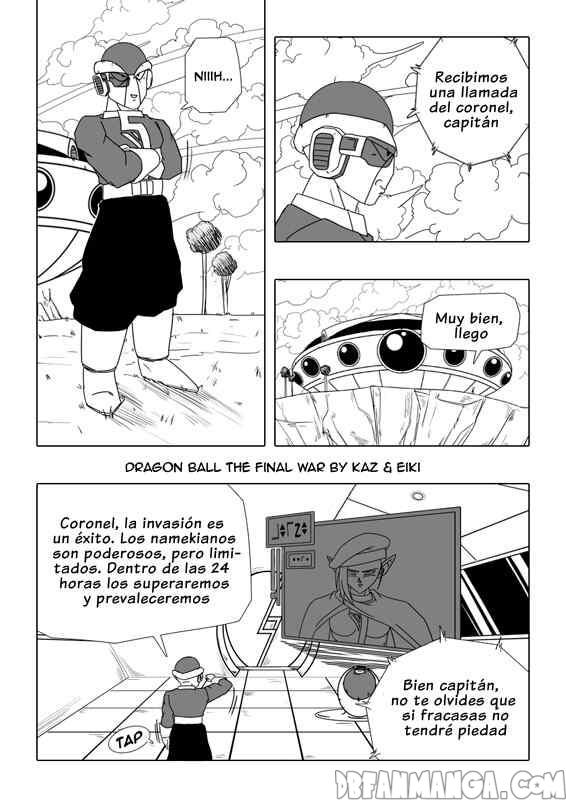 NIIIH...
Recibimos
una llamada
del coronel,
capitán
Muy bien,
llego
DRAGON BALL THE FINAL WAR BY KAZ & EIKI
Coronel, la invasión es
un éxito. Los namekianos
son poderosos, pero limi-
tados. Dentro de las 24
horas los superaremos
y prevaleceremos
Bien capitán,
no te olvides que
si fracasas no
tendré piedad
TAP
DBFANMANGA.COM